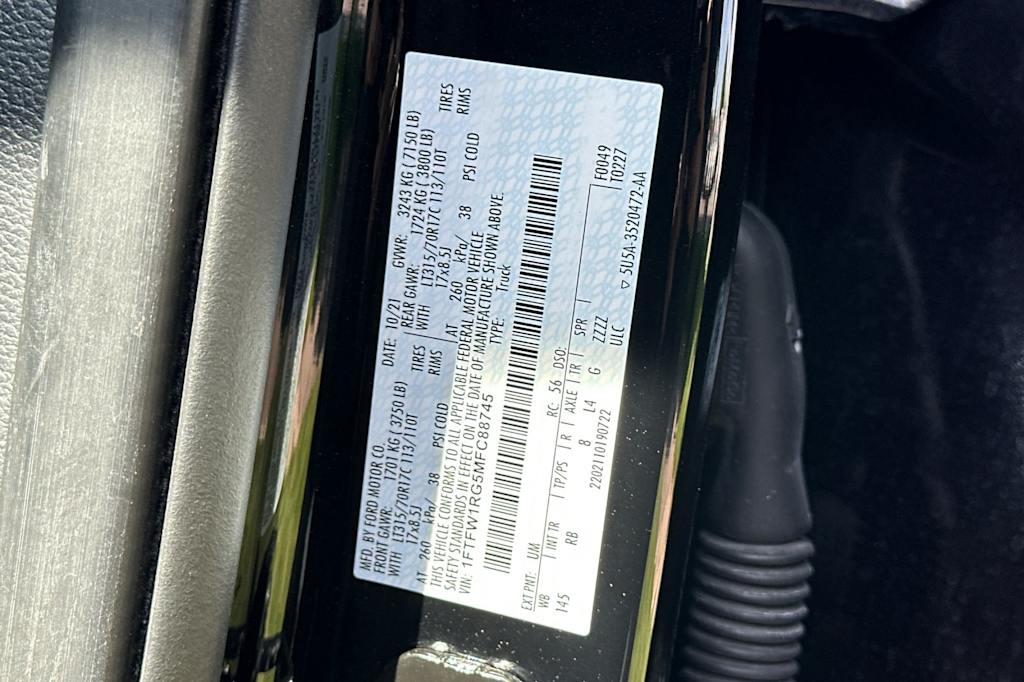 MFD. BY FORD MOTOR CO.
DATE: 10/21 GVWR: 3243 KG ( 7150 LB)
FRONT GAWR: 1701 KG ( 3750 LB) REAR GAWR: 1724 KG ( 3800 LB)
WITH LT315/70R17C 113/110T TIRES WITH LT315/70R17C 113/110T TIRES
17x8.5J RIMS 17x8.5J RIMS
AT 260 kPa/ 38 PSI COLD AT 260 kPa/ 38 PSI COLD
THIS VEHICLE CONFORMS TO ALL APPLICABLE FEDERAL MOTOR VEHICLE
SAFETY STANDARDS IN EFFECT ON THE DATE OF MANUFACTURE SHOWN ABOVE.
VIN: 1FTFW1RG5MFC88745 TYPE: Truck
EXT PNT: UM RC: 56 DSO: F0049
WB INT TR TP/PS R AXLE TR SPR T0227
145 RB 8 L4 G ZZZZ
2202110190722 ULC
▽ 5U5A-3520472-AA